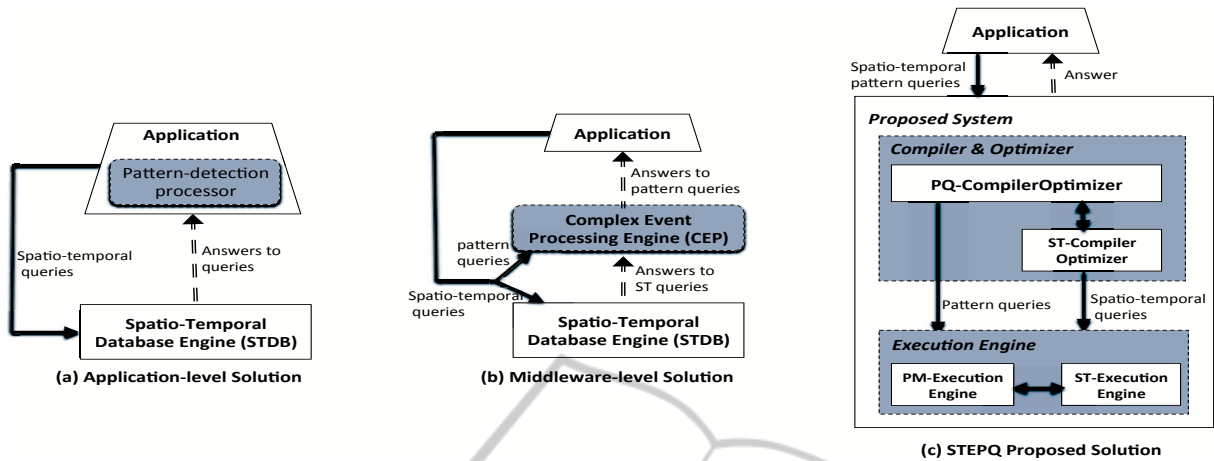 Application
Pattern-detection
processor
Spatio-temporal
queries
Answers to
queries
Spatio-Temporal
Database Engine (STDB)
(a) Application-level Solution
Application
Answers to
pattern queries
Complex Event
Processing Engine (CEP)
pattern
queries
Answers to
ST queries
Spatio-temporal
queries
Spatio-Temporal
Database Engine (STDB)
(b) Middleware-level Solution
Application
Spatio-temporal
pattern queries
Answer
Proposed System
Compiler & Optimizer
PQ-CompilerOptimizer
ST-Compiler
Optimizer
Pattern queries
Spatio-temporal
queries
Execution Engine
PM-Execution
Engine
ST-Execution
Engine
(c) STEPQ Proposed Solution